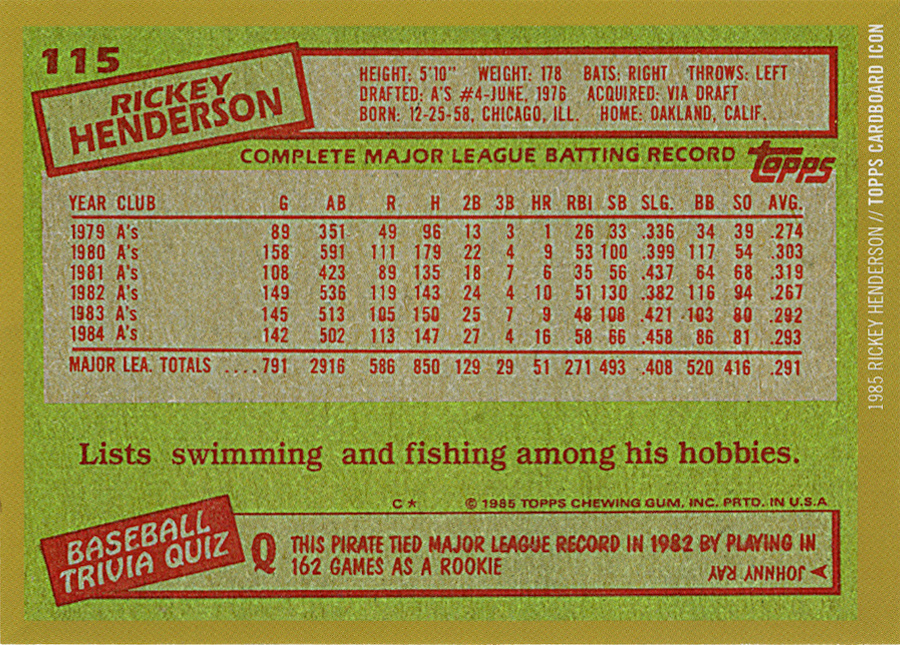 115
RICKEY
HENDERSON
HEIGHT: 5'10" WEIGHT: 178 BATS: RIGHT THROWS: LEFT
DRAFTED: A'S #4-JUNE, 1976 ACQUIRED: VIA DRAFT
BORN: 12-25-58, CHICAGO, ILL. HOME: OAKLAND, CALIF.
COMPLETE MAJOR LEAGUE BATTING RECORD
topps
YEAR CLUB G AB R H 2B 3B HR RBI SB SLG. BB SO AVG.
1979 A's 89 351 49 96 13 3 1 26 33 .336 34 39 .274
1980 A's 158 591 111 179 22 4 9 53 100 .399 117 54 .303
1981 A's 108 423 89 135 18 7 6 35 56 .437 64 68 .319
1982 A's 149 536 119 143 24 4 10 51 130 .382 116 94 .267
1983 A's 145 513 105 150 25 7 9 48 108 .421 103 80 .292
1984 A's 142 502 113 147 27 4 16 58 66 .458 86 81 .293
MAJOR LEA. TOTALS ....791 2916 586 850 129 29 51 271 493 .408 520 416 .291
Lists swimming and fishing among his hobbies.
C* © 1985 TOPPS CHEWING GUM, INC. PRTD. IN U.S.A
BASEBALL
TRIVIA QUIZ
Q THIS PIRATE TIED MAJOR LEAGUE RECORD IN 1982 BY PLAYING IN
162 GAMES AS A ROOKIE
JOHNNY RAY
1985 RICKEY HENDERSON // TOPPS CARDBOARD ICON